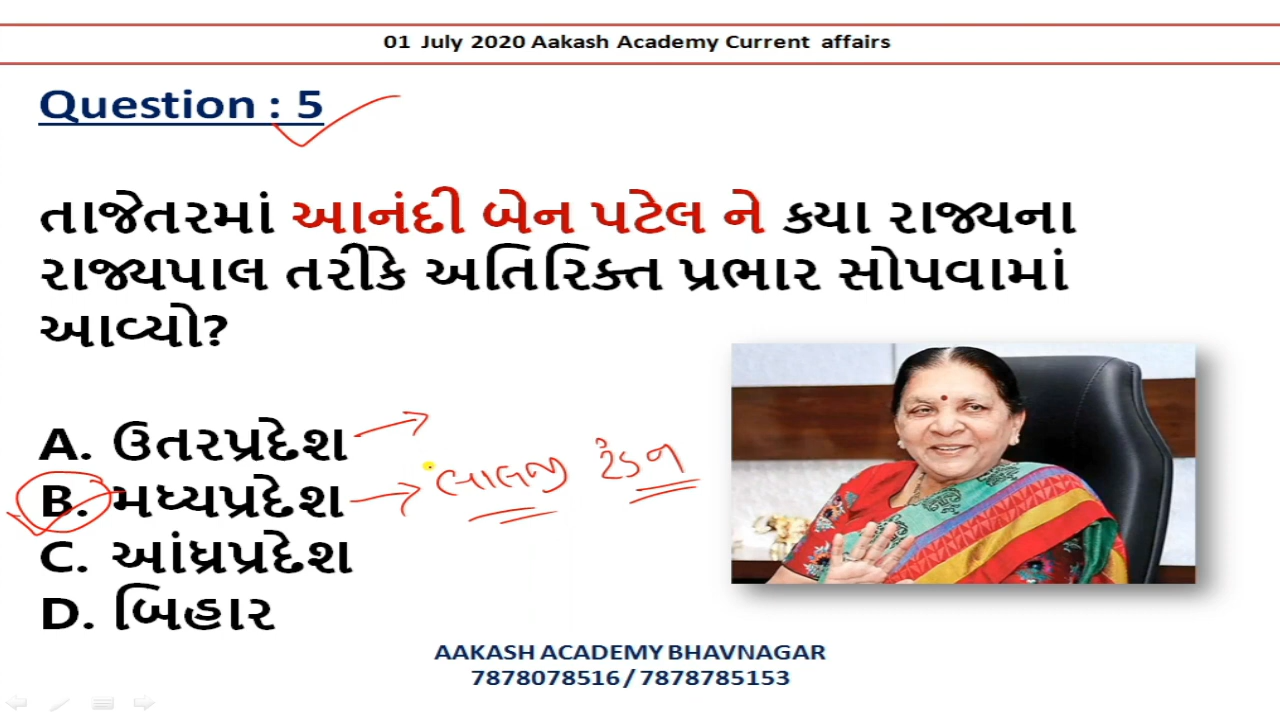 01 July 2020 Aakash Academy Current affairs
Question : 5
તાજેતરમાં આનંદી બેન પટેલ ને ક્યા રાજ્યના
રાજ્યપાલ તરીકે અતિરિક્ત પ્રભાર સોપવામાં
આવ્યો?
A. ઉતરપ્રદેશ
B. મધ્યપ્રદેશ
લાલજી ટંડન
C. આંધ્રપ્રદેશ
D. બિહાર
AAKASH ACADEMY BHAVNAGAR
7878078516 / 7878785153